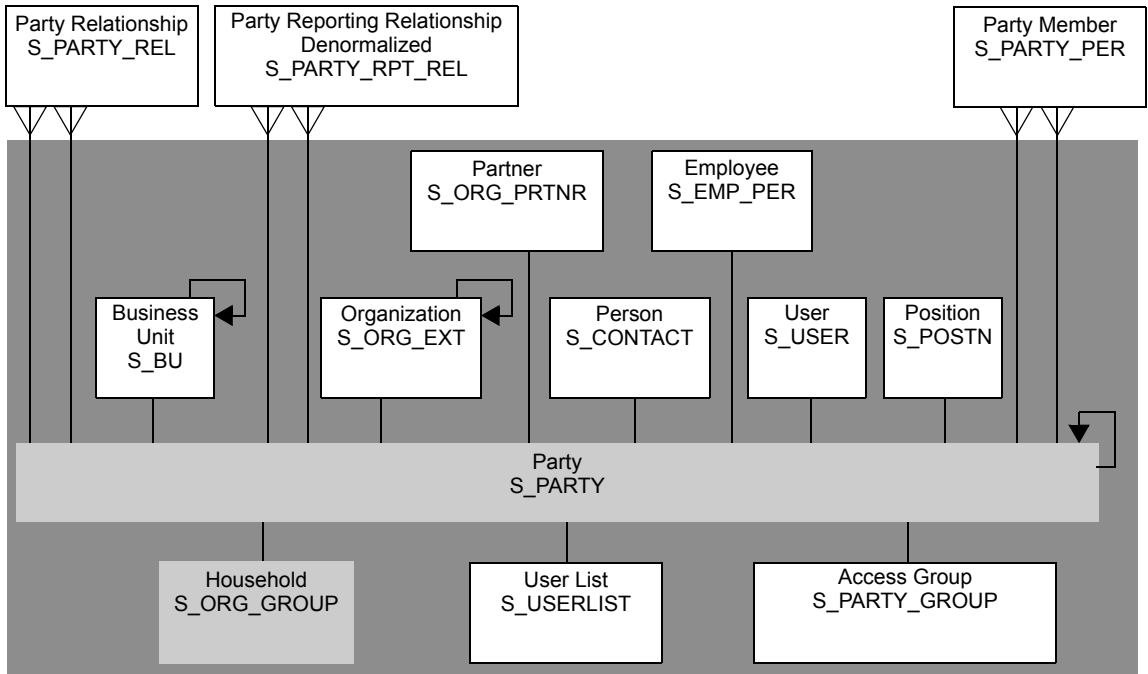 Party Relationship
S_PARTY_REL
Party Reporting Relationship
Denormalized
S_PARTY_RPT_REL
Party Member
S_PARTY_PER
Partner
S_ORG_PRTNR
Employee
S_EMP_PER
Business
Unit
S_BU
Organization
S_ORG_EXT
Person
S_CONTACT
User
S_USER
Position
S_POSTN
Party
S_PARTY
Household
S_ORG_GROUP
User List
S_USERLIST
Access Group
S_PARTY_GROUP